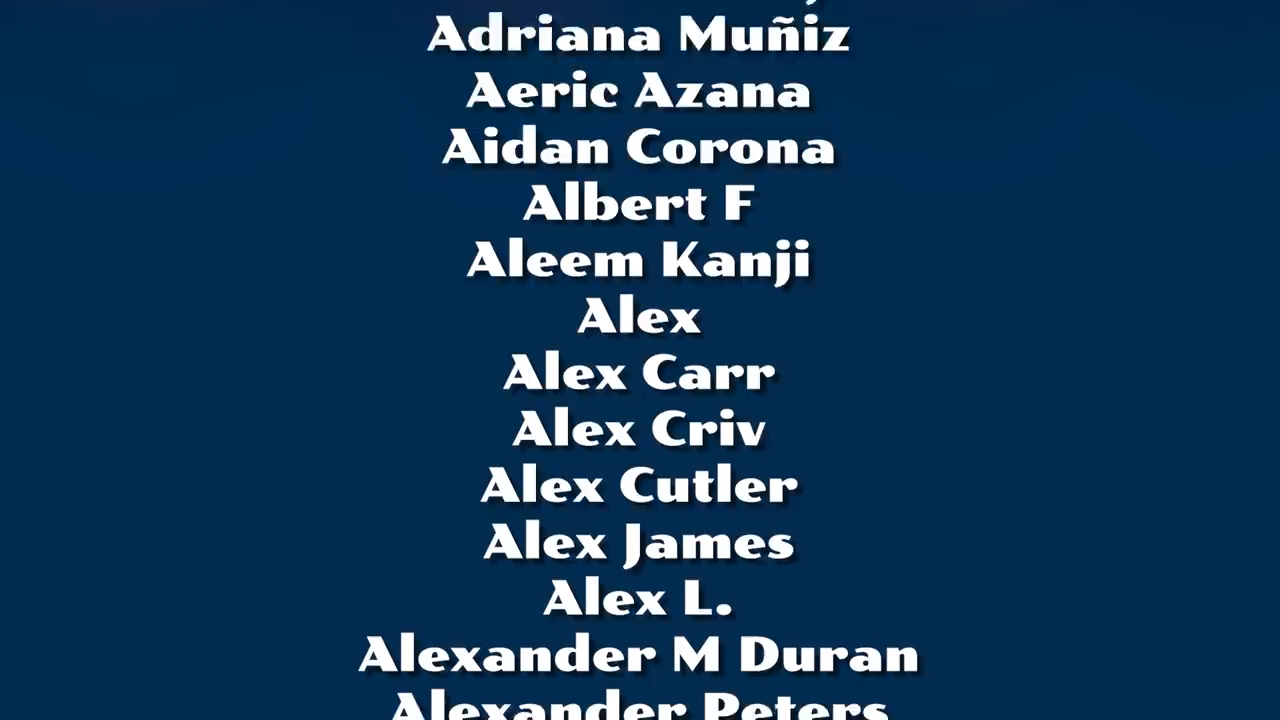 Adriana Muñiz
Aeric Azana
Aidan Corona
Albert F
Aleem Kanji
Alex
Alex Carr
Alex Criv
Alex Cutler
Alex James
Alex L.
Alexander M Duran
Alexander Peters